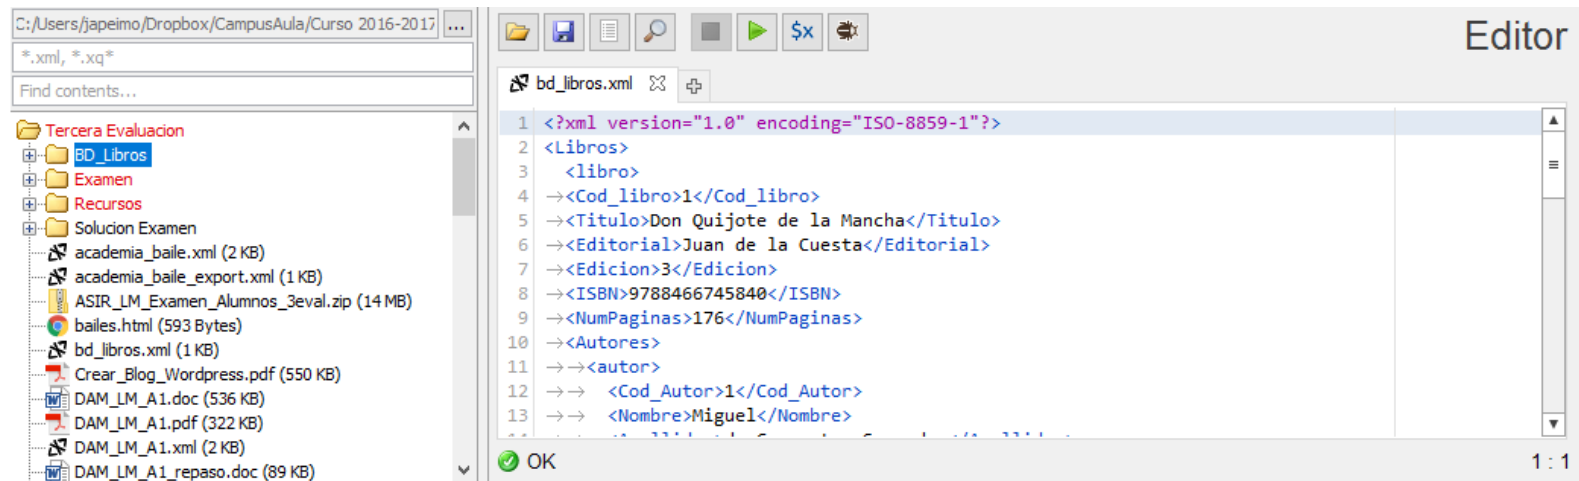 C:/Users/japeimo/Dropbox/CampusAula/Curso 2016-2017
...
*.xml, *.xq*
Find contents...
Tercera Evaluacion
BD_Libros
Examen
Recursos
Solucion Examen
academia_baile.xml (2 KB)
academia_baile_export.xml (1 KB)
ASIR_LM_Examen_Alumnos_3eval.zip (14 MB)
bailes.html (593 Bytes)
bd_libros.xml (1 KB)
Crear_Blog_Wordpress.pdf (550 KB)
DAM_LM_A1.doc (536 KB)
DAM_LM_A1.pdf (322 KB)
DAM_LM_A1.xml (2 KB)
DAM_LM_A1_repaso.doc (89 KB)
$x
Editor
bd_libros.xml
1 <?xml version="1.0" encoding="ISO-8859-1"?>
2 <Libros>
3 <libro>
4 →<Cod_libro>1</Cod_libro>
5 →<Titulo>Don Quijote de la Mancha</Titulo>
6 →<Editorial>Juan de la Cuesta</Editorial>
7 →<Edicion>3</Edicion>
8 →<ISBN>9788466745840</ISBN>
9 →<NumPaginas>176</NumPaginas>
10 →<Autores>
11 →→<autor>
12 →→ <Cod_Autor>1</Cod_Autor>
13 →→ <Nombre>Miguel</Nombre>
OK
1 : 1